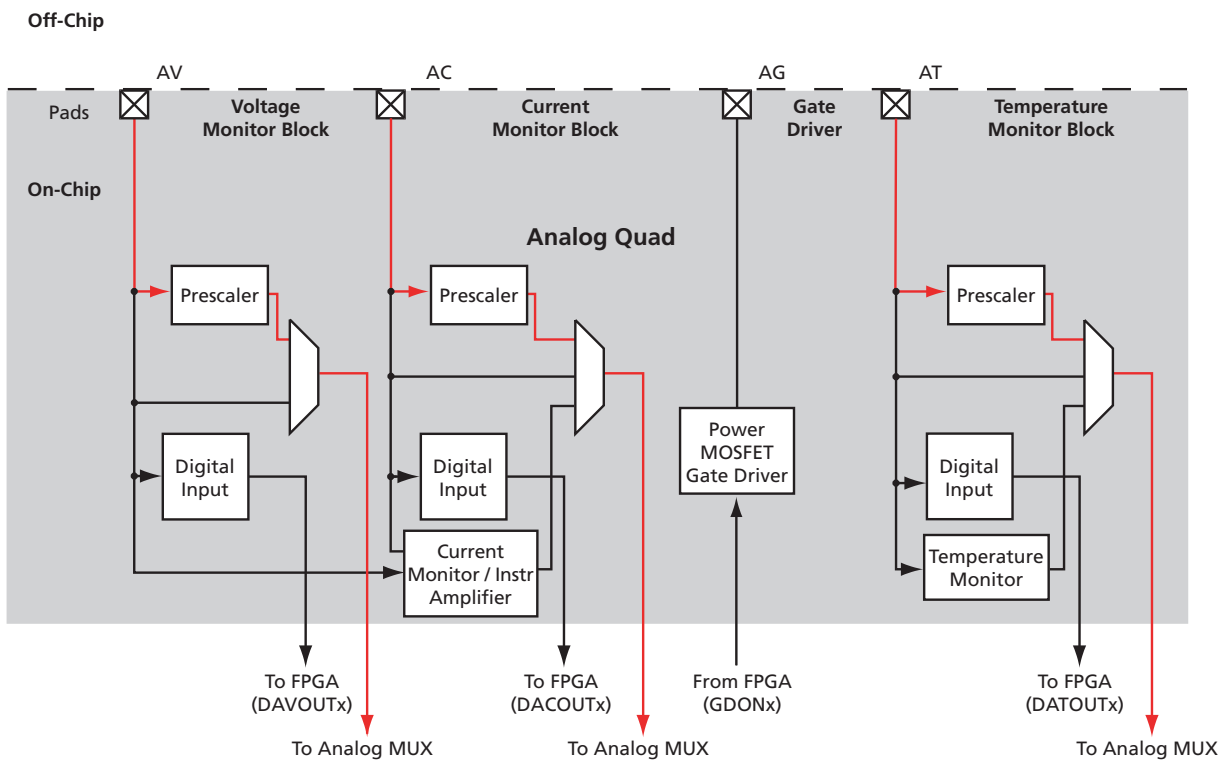 Off-Chip
AV
AC
AG
AT
Pads
Voltage
Monitor Block
Current
Monitor Block
Gate
Driver
Temperature
Monitor Block
On-Chip
Analog Quad
Prescaler
Prescaler
Prescaler
Digital
Input
Digital
Input
Power
MOSFET
Gate Driver
Digital
Input
Current
Monitor / Instr
Amplifier
Temperature
Monitor
To FPGA
(DAVOUTx)
To FPGA
(DACOUTx)
From FPGA
(GDONx)
To FPGA
(DATOUTx)
To Analog MUX
To Analog MUX
To Analog MUX